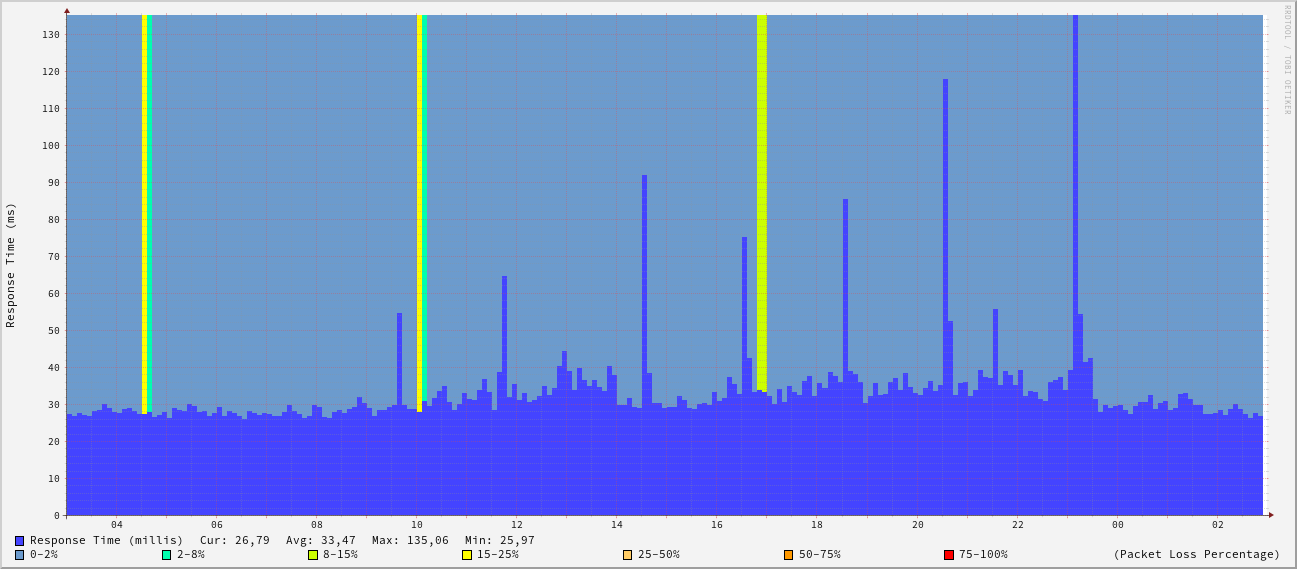 RRDTOOL / TOBI OETIKER
Response Time (ms)
130
120
110
100
90
80
70
60
50
40
30
20
10
0
04 06 08 10 12 14 16 18 20 22 00 02
Response Time (millis) Cur: 26,79 Avg: 33,47 Max: 135,06 Min: 25,97
0-2% 2-8% 8-15% 15-25% 25-50% 50-75% 75-100% (Packet Loss Percentage)